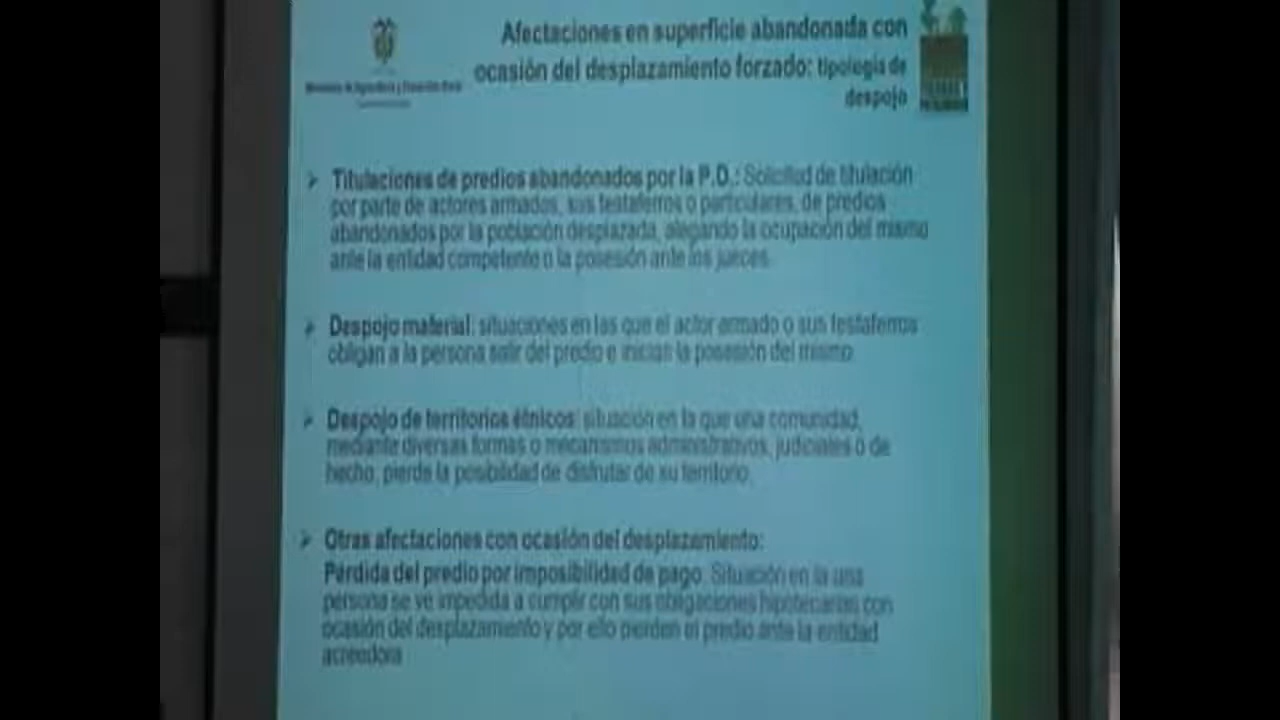 Afectaciones en superficie abandonada con
ocasión del desplazamiento forzado: tipología de
despojo
Ministerio de Agricultura y Desarrollo Rural
➢ Titulaciones de predios abandonados por la P.D.: Solicitud de titulación
por parte de actores armados, sus testaferros o particulares, de predios
abandonados por la población desplazada, alegando la ocupación del mismo
ante la entidad competente o la posesión ante los jueces.
➢ Despojo material: situaciones en las que el actor armado o sus testaferros
obligan a la persona salir del predio e inician la posesión del mismo.
➢ Despojo de territorios étnicos: situación en la que una comunidad,
mediante diversas formas o mecanismos administrativos, judiciales o de
hecho, pierde la posibilidad de disfrutar de su territorio.
➢ Otras afectaciones con ocasión del desplazamiento:
Pérdida del predio por imposibilidad de pago: Situación en la una
persona se ve impedida a cumplir con sus obligaciones hipotecarias con
ocasión del desplazamiento y por ello pierden el predio ante la entidad
acreedora